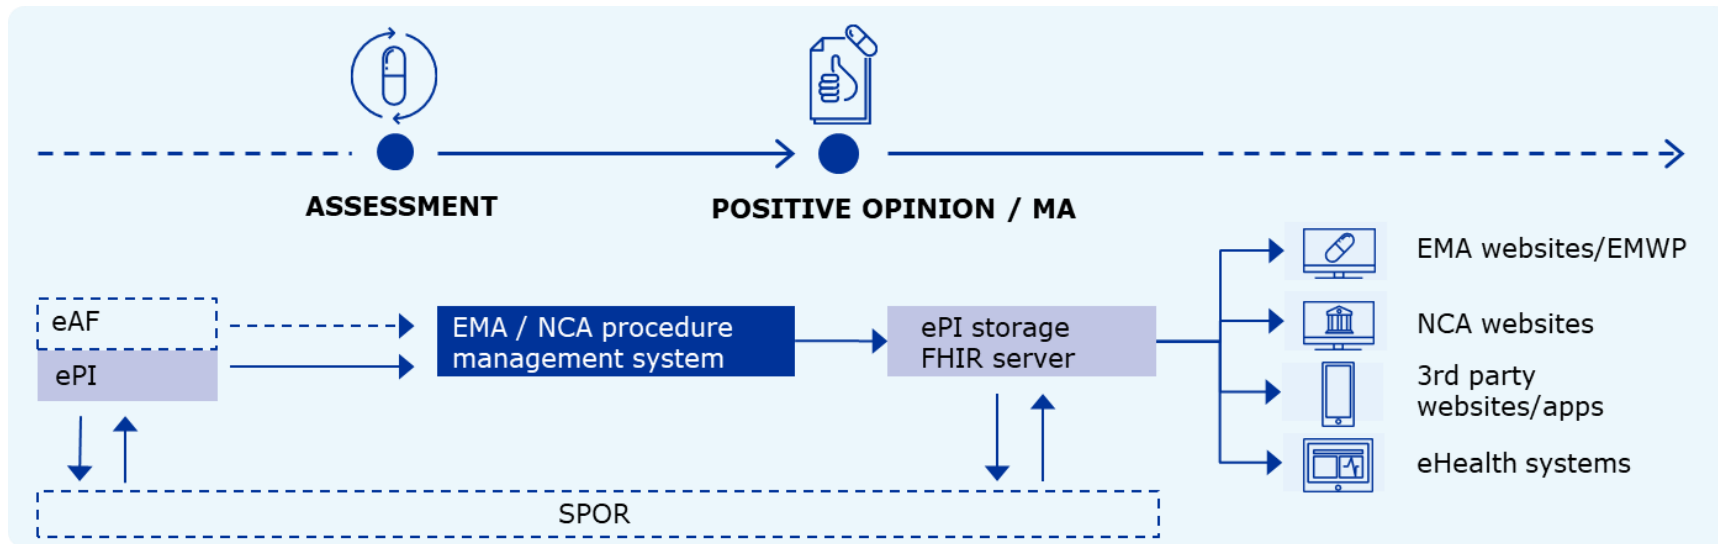 ASSESSMENT
POSITIVE OPINION / MA
eAF
ePI
EMA / NCA procedure
management system
ePI storage
FHIR server
EMA websites/EMWP
NCA websites
3rd party
websites/apps
eHealth systems
SPOR